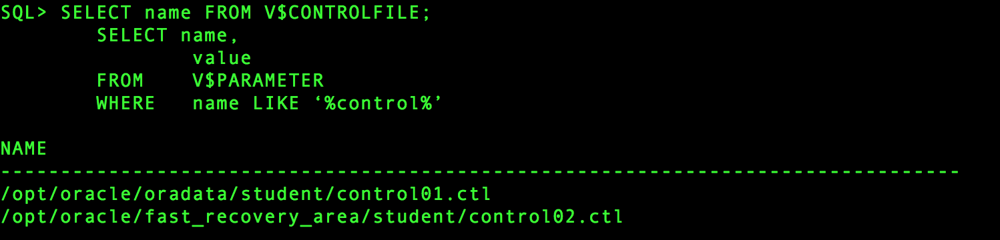 SQL> SELECT name FROM V$CONTROLFILE;
SELECT name,
value
FROM V$PARAMETER
WHERE name LIKE ‘%control%’
NAME
--------------------------------------------------------------------------------
/opt/oracle/oradata/student/control01.ctl
/opt/oracle/fast_recovery_area/student/control02.ctl